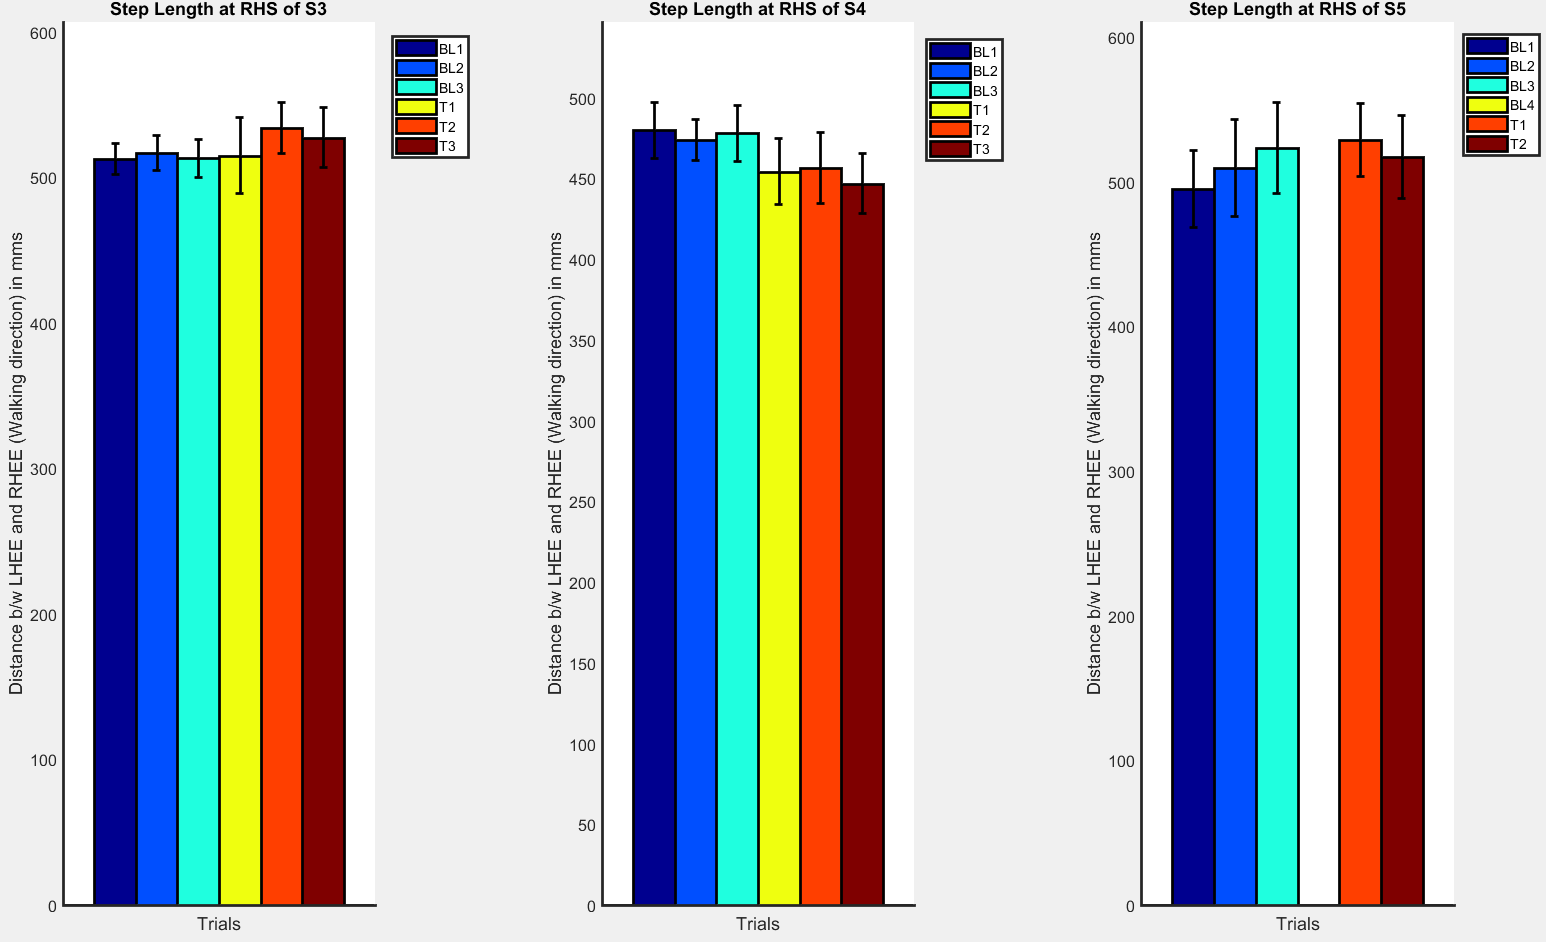 Step Length at RHS of S3
600
500
400
300
200
100
0
Distance b/w LHEE and RHEE (Walking direction) in mms
Trials
BL1
BL2
BL3
T1
T2
T3
Step Length at RHS of S4
500
450
400
350
300
250
200
150
100
50
0
Distance b/w LHEE and RHEE (Walking direction) in mms
Trials
BL1
BL2
BL3
T1
T2
T3
Step Length at RHS of S5
600
500
400
300
200
100
0
Distance b/w LHEE and RHEE (Walking direction) in mms
Trials
BL1
BL2
BL3
BL4
T1
T2